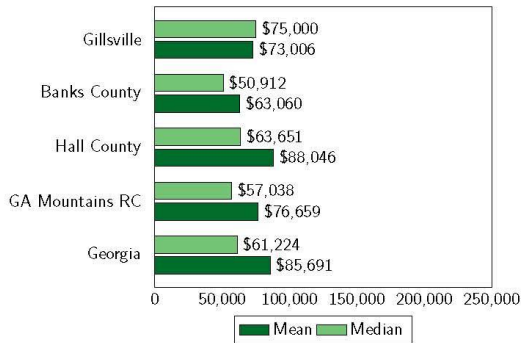 Gillsville
$75,000
$73,006
Banks County
$50,912
$63,060
Hall County
$63,651
$88,046
GA Mountains RC
$57,038
$76,659
Georgia
$61,224
$85,691
0 50,000 100,000 150,000 200,000 250,000
Mean Median